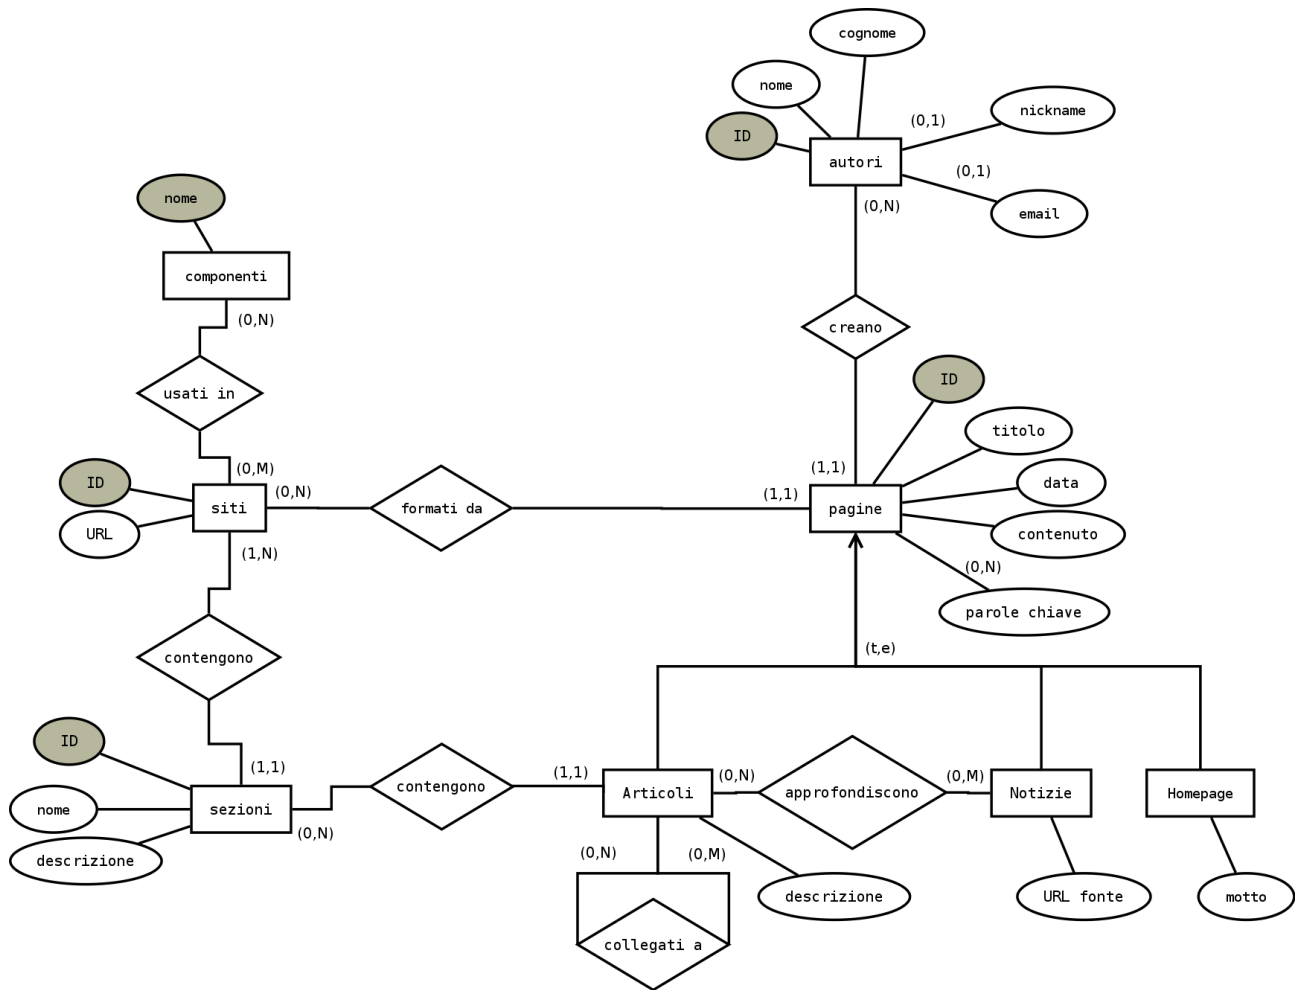 cognome
nome
nickname
(0,1)
ID
autori
(0,1)
nome
(0,N)
email
componenti
(0,N)
creano
usati in
ID
titolo
(0,M)
(1,1)
ID
(0,N)
(1,1)
data
siti
formati da
pagine
URL
contenuto
(1,N)
(0,N)
parole chiave
contengono
(t,e)
ID
(1,1)
(1,1)
(0,N)
(0,M)
contengono
approfondiscono
Articoli
Notizie
Homepage
nome
sezioni
(0,N)
descrizione
(0,N)
(0,M)
descrizione
URL fonte
motto
collegati a